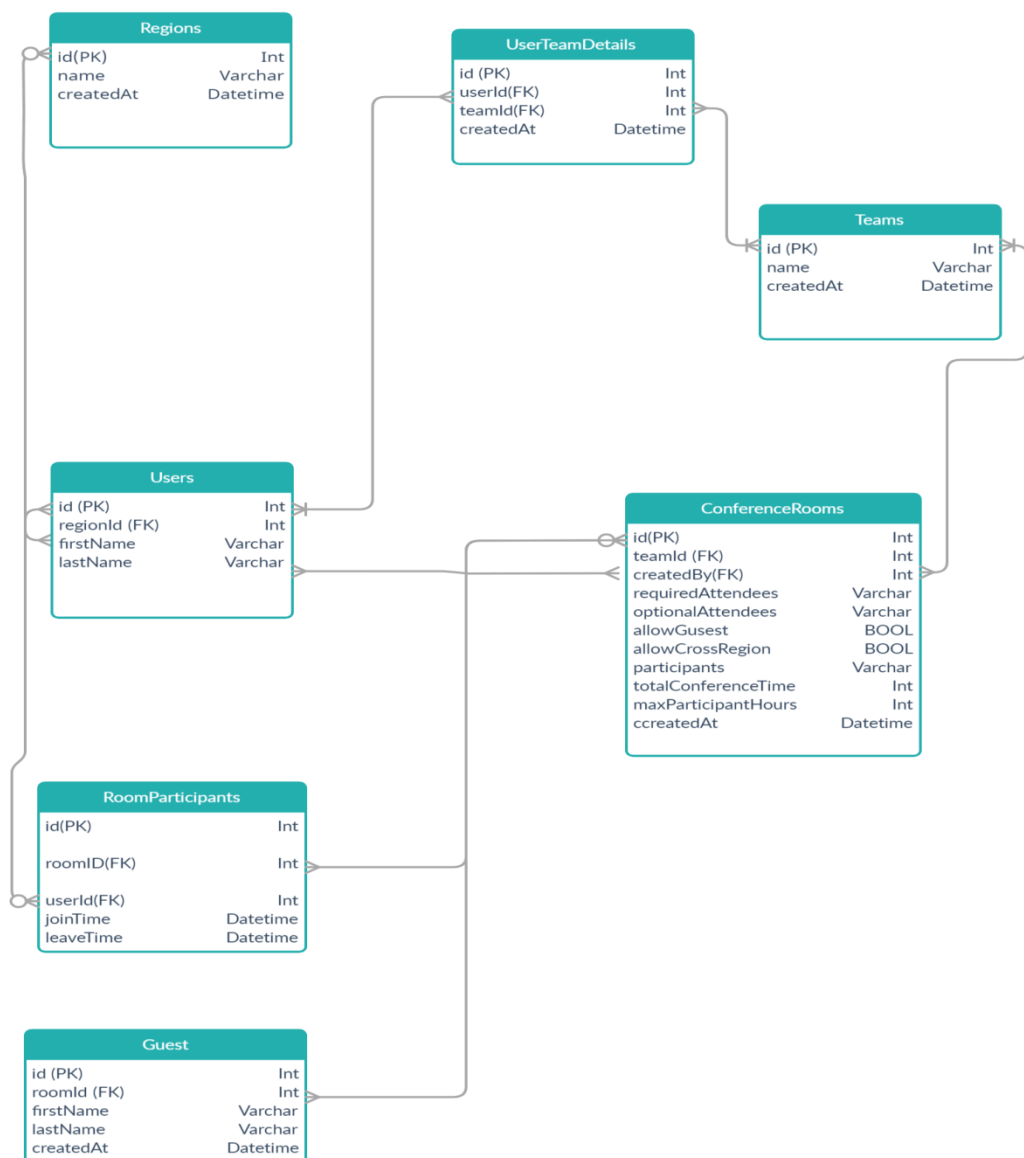 Regions
id(PK) Int
name Varchar
createdAt Datetime
UserTeamDetails
id (PK) Int
userId(FK) Int
teamId(FK) Int
createdAt Datetime
Teams
id (PK) Int
name Varchar
createdAt Datetime
Users
id (PK) Int
regionId (FK) Int
firstName Varchar
lastName Varchar
ConferenceRooms
id(PK) Int
teamId (FK) Int
createdBy(FK) Int
requiredAttendees Varchar
optionalAttendees Varchar
allowGusest BOOL
allowCrossRegion BOOL
participants Varchar
totalConferenceTime Int
maxParticipantHours Int
ccreatedAt Datetime
RoomParticipants
id(PK) Int
roomID(FK) Int
userId(FK) Int
joinTime Datetime
leaveTime Datetime
Guest
id (PK) Int
roomId (FK) Int
firstName Varchar
lastName Varchar
createdAt Datetime